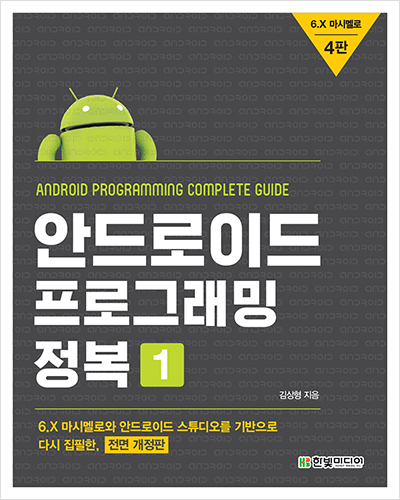 6.X 마시멜로
4판
ANDROID PROGRAMMING COMPLETE GUIDE
안드로이드
프로그래밍
정복 1
김상형 지음
6.X 마시멜로와 안드로이드 스튜디오를 기반으로
다시 집필한, 전면 개정판
HB 한빛미디어